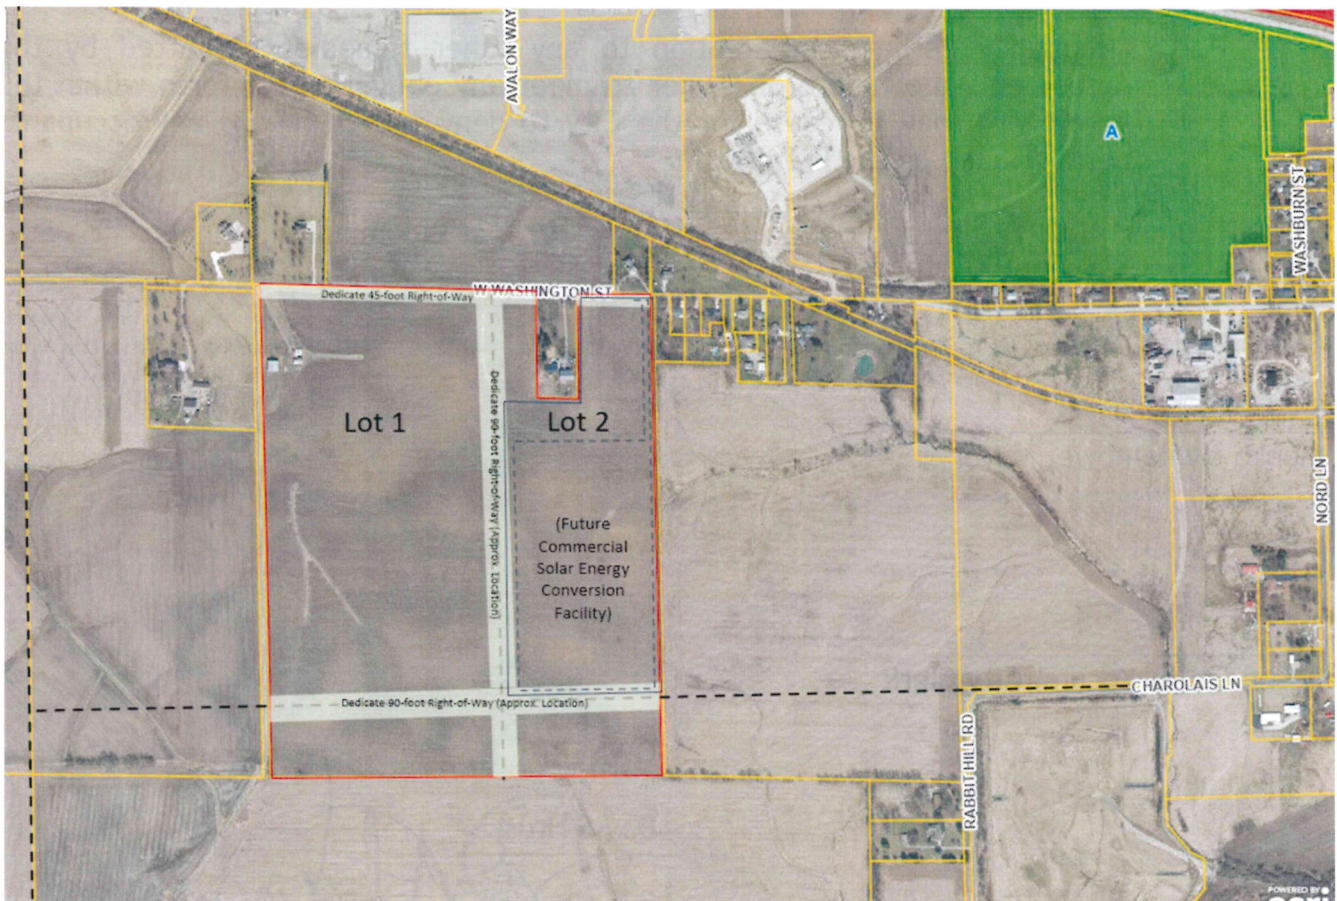 AVALON WAY
A
WASHBURN ST
W WASHINGTON ST
Dedicate 45-foot Right-of-Way
Lot 1
Dedicate 90-foot Right-of-Way (Approx. Location)
Lot 2
(Future
Commercial
Solar Energy
Conversion
Facility)
NORD LN
CHAROLAIS LN
Dedicate 90-foot Right-of-Way (Approx. Location)
RABBIT HILL RD
POWERED BY
esri